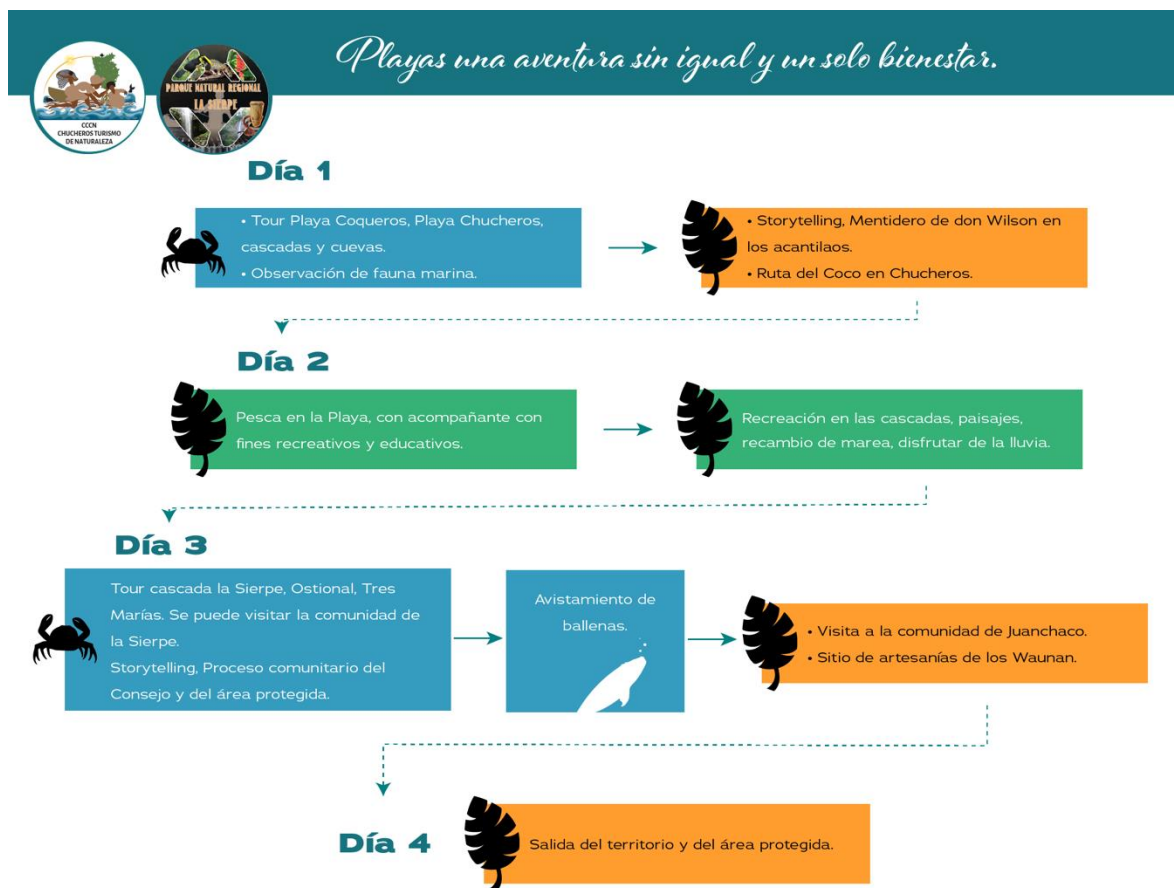 Playas una aventura sin igual y un solo bienestar.
CCCN
CHUCHEROS TURISMO
DE NATURALEZA
PARQUE NATURAL REGIONAL
LA SIERPE
Día 1
• Tour Playa Coqueros, Playa Chucheros,
cascadas y cuevas.
• Observación de fauna marina.
• Storytelling, Mentidero de don Wilson en
los acantilaos.
• Ruta del Coco en Chucheros.
Día 2
Pesca en la Playa, con acompañante con
fines recreativos y educativos.
Recreación en las cascadas, paisajes,
recambio de marea, disfrutar de la lluvia.
Día 3
Tour cascada la Sierpe, Ostional, Tres
Marías. Se puede visitar la comunidad de
la Sierpe.
Storytelling, Proceso comunitario del
Consejo y del área protegida.
Avistamiento de
ballenas.
• Visita a la comunidad de Juanchaco.
• Sitio de artesanías de los Waunan.
Día 4
Salida del territorio y del área protegida.